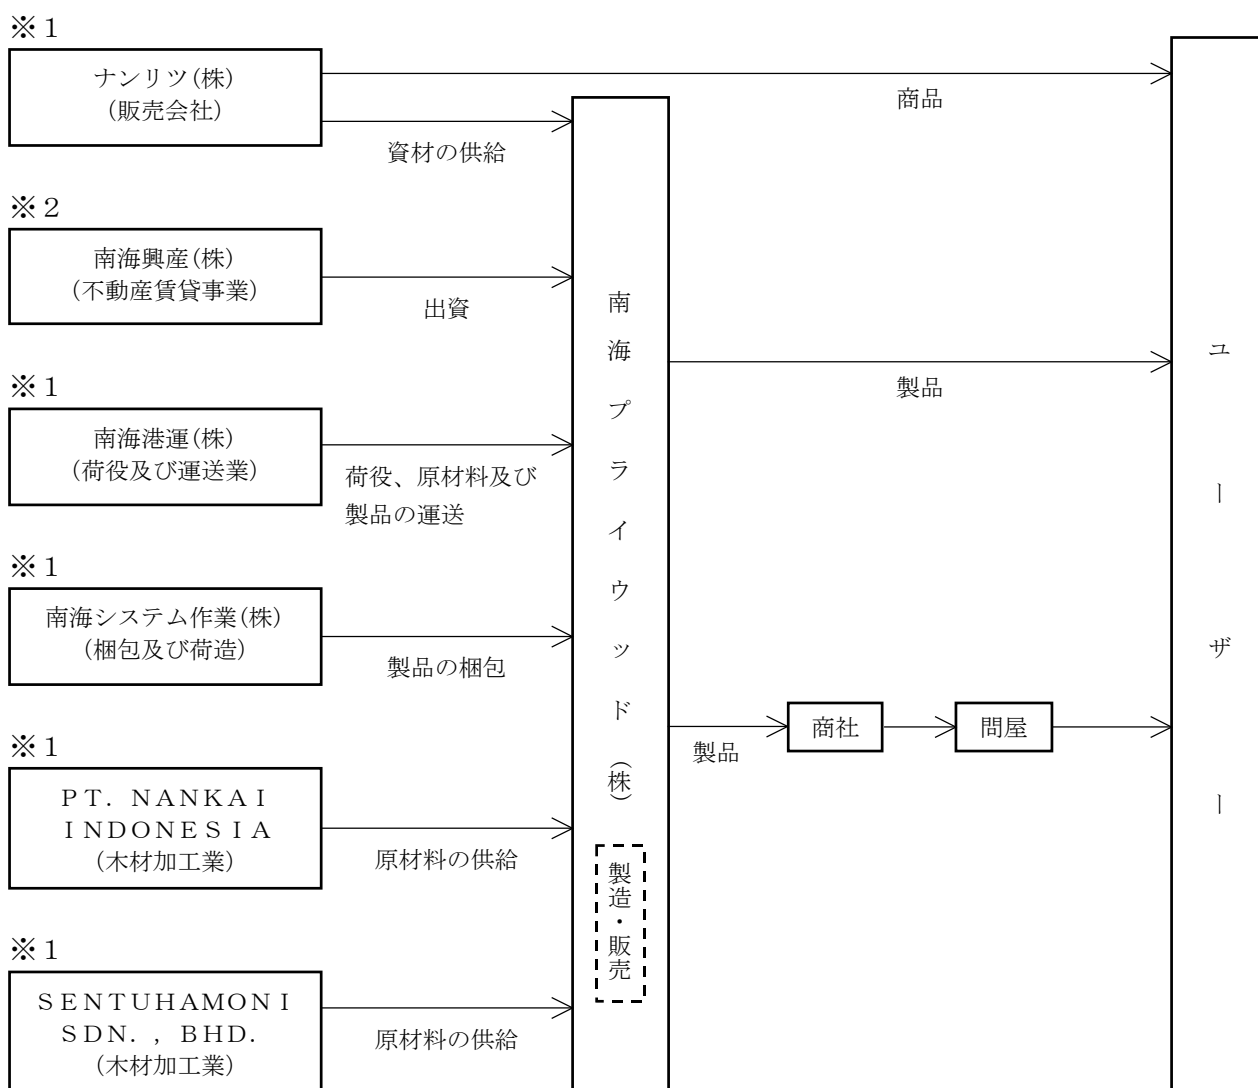 ※１
ナンリツ(株)
(販売会社)
商品
資材の供給
※２
南海興産(株)
(不動産賃貸事業)
出資
※１
南海港運(株)
(荷役及び運送業)
荷役、原材料及び
製品の運送
※１
南海システム作業(株)
(梱包及び荷造)
製品の梱包
※１
ＰＴ．ＮＡＮＫＡＩ
ＩＮＤＯＮＥＳＩＡ
(木材加工業)
原材料の供給
※１
ＳＥＮＴＵＨＡＭＯＮＩ
ＳＤＮ．，ＢＨＤ．
(木材加工業)
原材料の供給
南海プライウッド(株)
製造・販売
製品
製品
商社
問屋
ユーザー